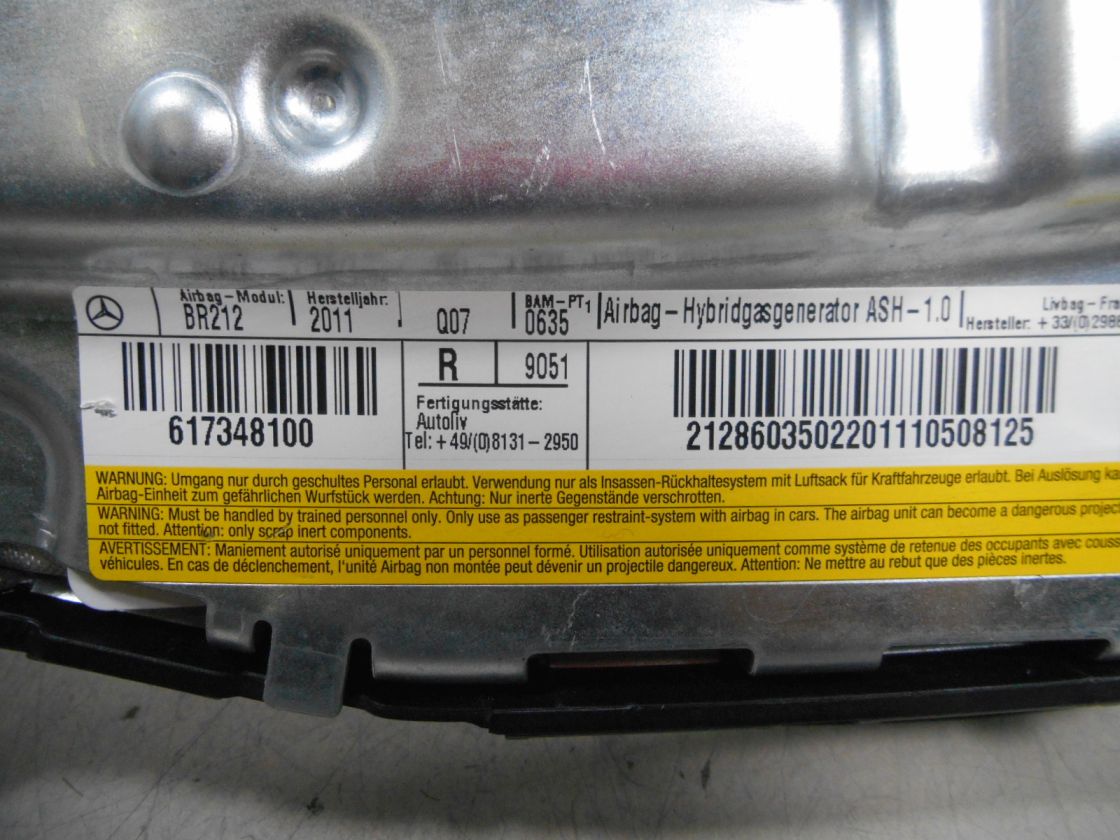 Airbag-Modul:
BR212
Herstelljahr:
2011
Q07
BAM-PT1
0635
Airbag-Hybridgasgenerator ASH-1.0
Hersteller: +33/(0)298
617348100
R
9051
Fertigungsstätte:
Autoliv
Tel: +49/(0)8131-2950
2128603502201110508125
WARNUNG: Umgang nur durch geschultes Personal erlaubt. Verwendung nur als Insassen-Rückhaltesystem mit Luftsack für Kraftfahrzeuge erlaubt. Bei Auslösung
Airbag-Einheit zum gefährlichen Wurfstück werden. Achtung: Nur inerte Gegenstände verschrotten.
WARNING: Must be handled by trained personnel only. Only use as passenger restraint-system with airbag in cars. The airbag unit can become a dangerous
not fitted. Attention: only scrap inert components.
AVERTISSEMENT: Maniement autorisé uniquement par un personnel formé. Utilisation autorisée uniquement comme système de retenue des occupants avec
véhicules. En cas de déclenchement, l'unité Airbag non montée peut dévenir un projectile dangereux. Attention: Ne mettre au rebut que des pièces inertes.